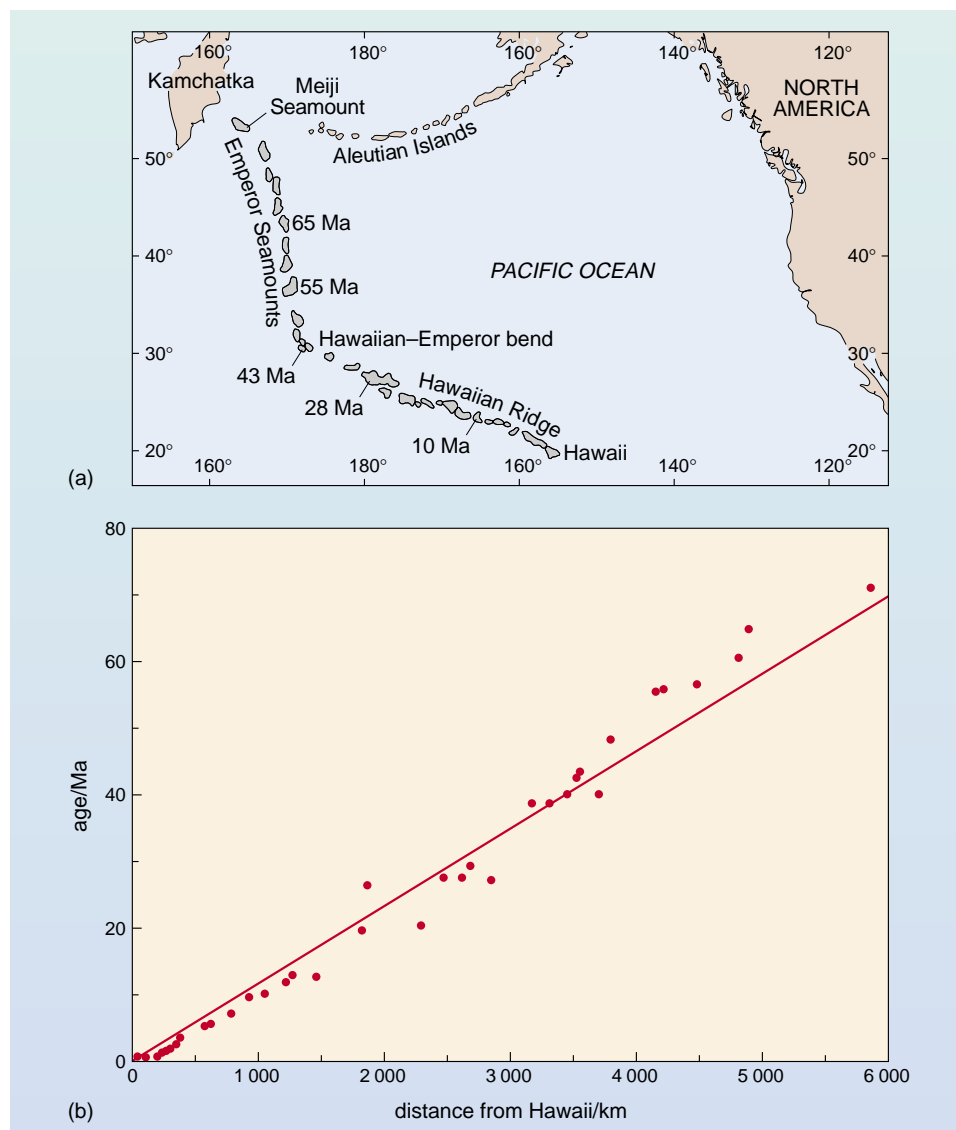 160° 180° 160° 140° 120°
Kamchatka
Meiji
Seamount
NORTH
AMERICA
Aleutian Islands
50° 50°
Emperor Seamounts
65 Ma
40° 40°
PACIFIC OCEAN
55 Ma
Hawaiian–Emperor bend
30° 30°
43 Ma
Hawaiian Ridge
28 Ma
10 Ma
Hawaii
20° 20°
160° 180° 160° 140° 120°
(a)
80
60
40
20
0
age/Ma
0 1 000 2 000 3 000 4 000 5 000 6 000
distance from Hawaii/km
(b)